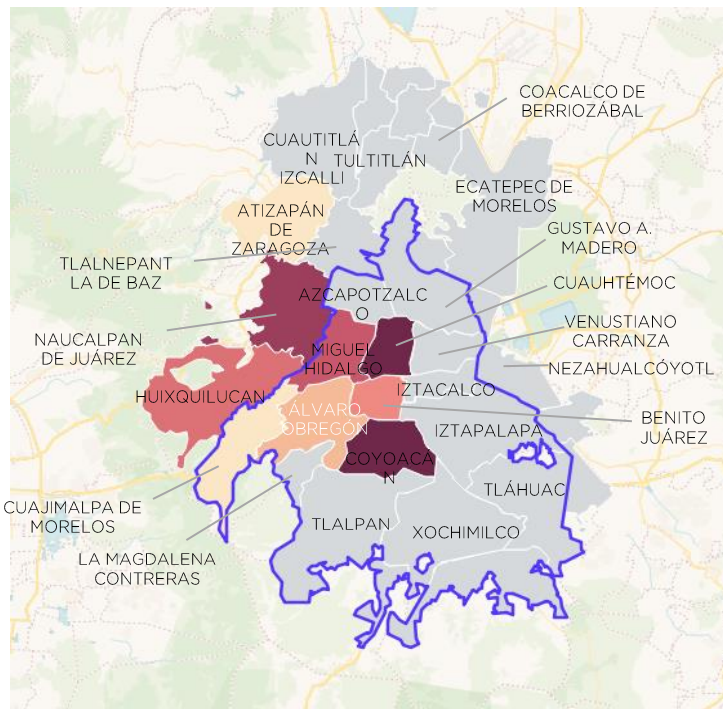 COACALCO DE
BERRIOZÁBAL
CUAUTITLÁ
N
IZCALLI
TULTITLÁN
ECATEPEC DE
MORELOS
ATIZAPÁN
DE
ZARAGOZA
GUSTAVO A.
MADERO
TLALNEPANT
LA DE BAZ
CUAUHTÉMOC
AZCAPOTZALC
O
VENUSTIANO
CARRANZA
NAUCALPAN
DE JUÁREZ
MIGUEL
HIDALGO
NEZAHUALCÓYOTL
HUIXQUILUCAN
IZTACALCO
ÁLVARO
OBREGÓN
BENITO
JUÁREZ
IZTAPALAPA
COYOACÁ
N
TLÁHUAC
CUAJIMALPA DE
MORELOS
TLALPAN
XOCHIMILCO
LA MAGDALENA
CONTRERAS